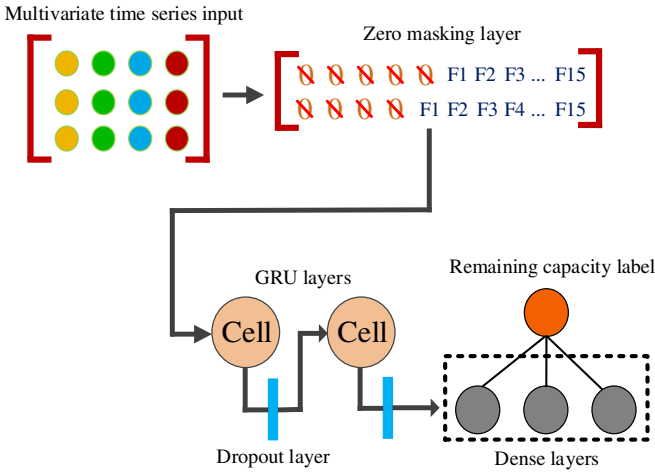 Multivariate time series input
Zero masking layer
0 0 0 0 0 F1 F2 F3 ... F15
0 0 0 0 F1 F2 F3 F4 ... F15
GRU layers
Remaining capacity label
Cell
Cell
Dropout layer
Dense layers